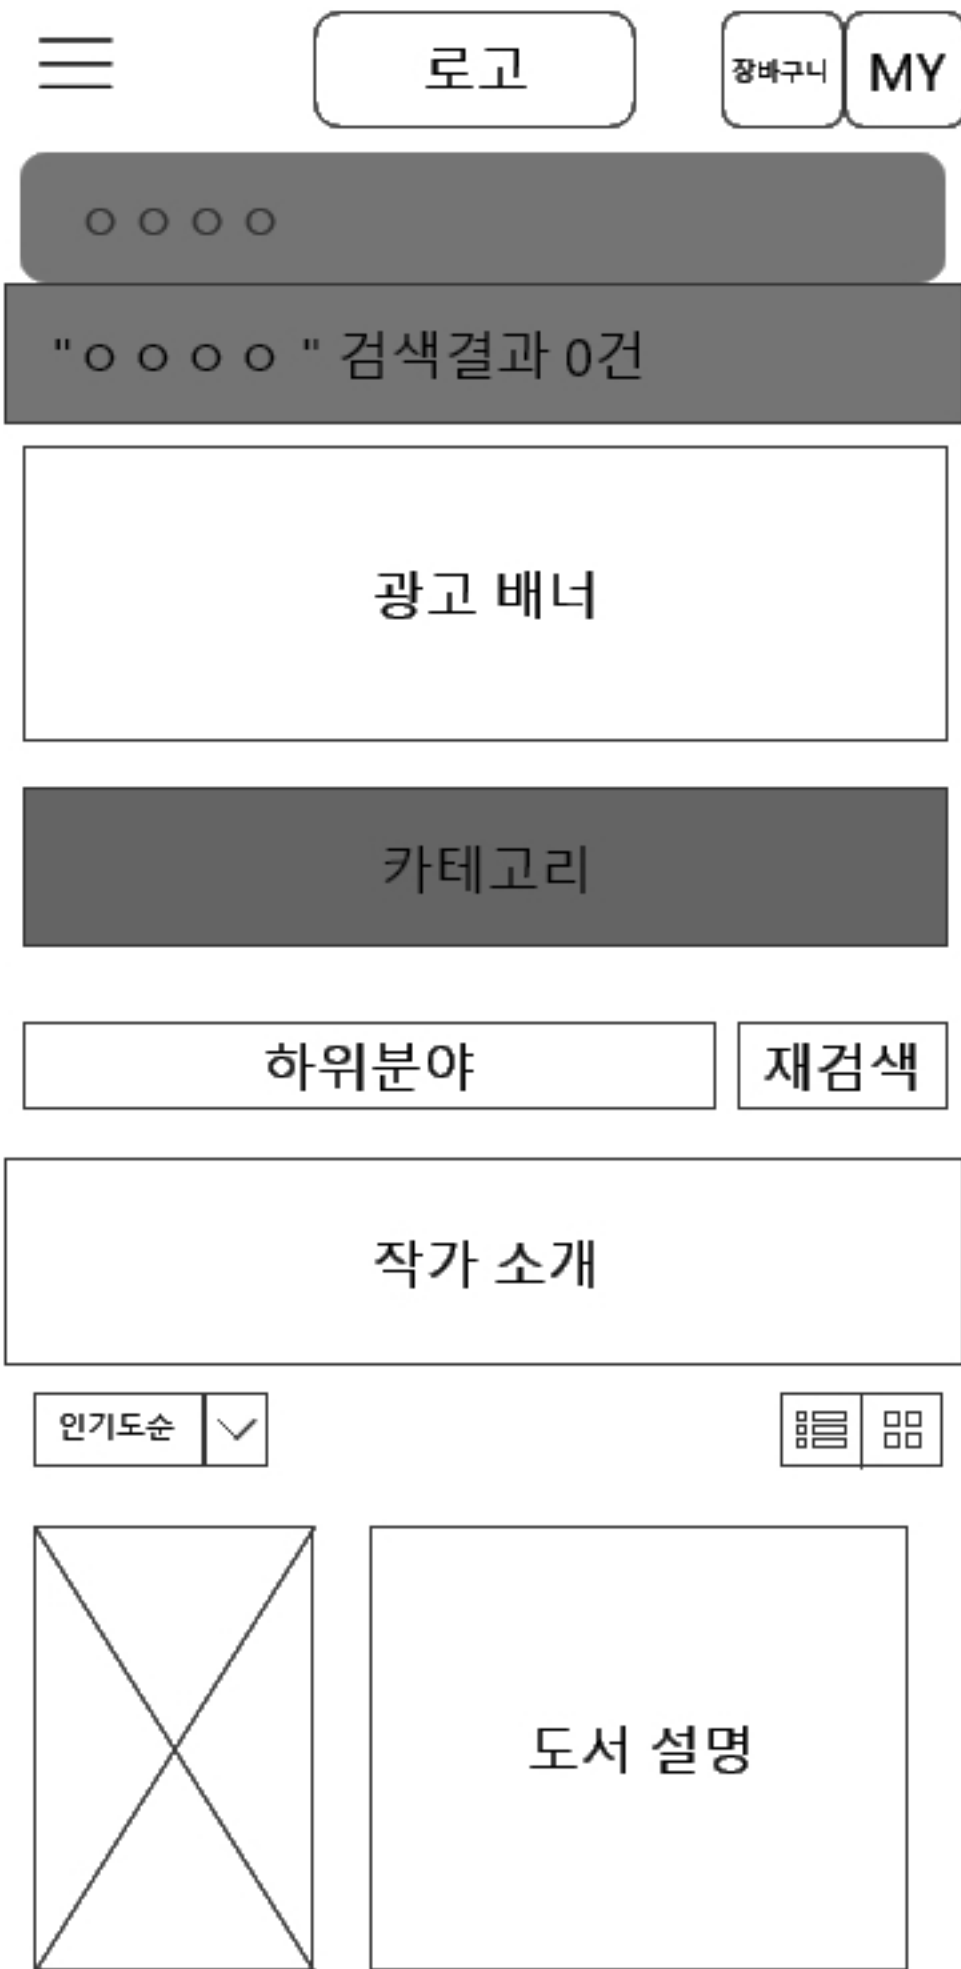 로고
장바구니
MY
ㅇㅇㅇㅇ
"ㅇㅇㅇㅇ" 검색결과 0건
광고 배너
카테고리
하위분야
재검색
작가 소개
인기도순
도서 설명